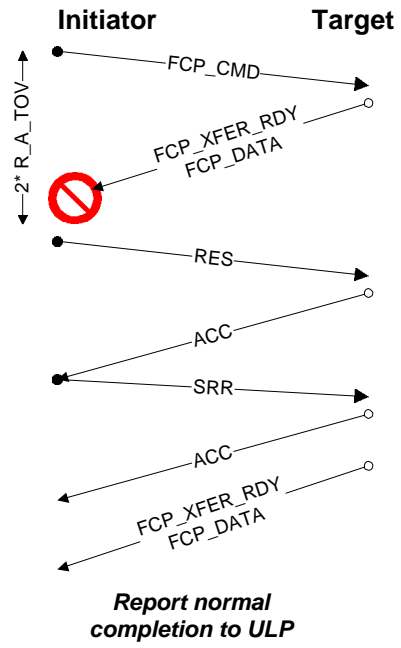 Initiator
Target
FCP_CMD
2* R_A_TOV
FCP_XFER_RDY
FCP_DATA
RES
ACC
SRR
ACC
FCP_XFER_RDY
FCP_DATA
Report normal
completion to ULP